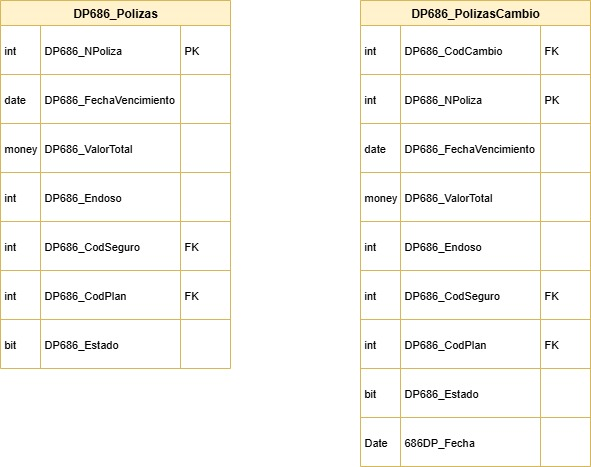 DP686_Polizas
int DP686_NPoliza PK
date DP686_FechaVencimiento
money DP686_ValorTotal
int DP686_Endoso
int DP686_CodSeguro FK
int DP686_CodPlan FK
bit DP686_Estado
DP686_PolizasCambio
int DP686_CodCambio FK
int DP686_NPoliza PK
date DP686_FechaVencimiento
money DP686_ValorTotal
int DP686_Endoso
int DP686_CodSeguro FK
int DP686_CodPlan FK
bit DP686_Estado
Date 686DP_Fecha